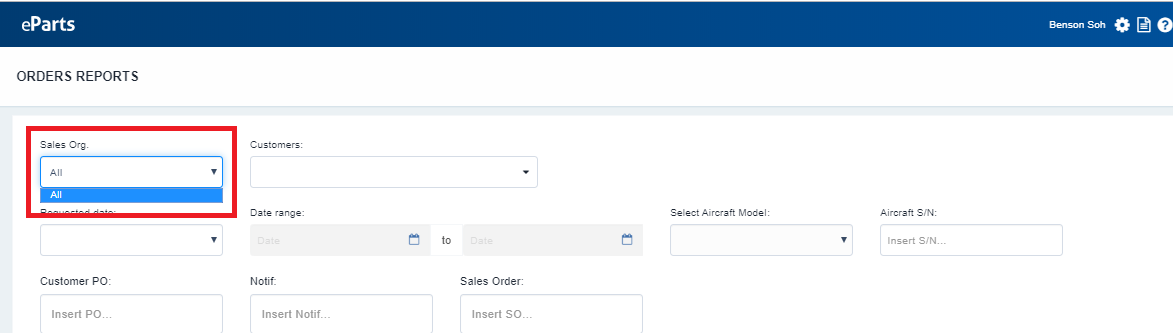 eParts
Benson Soh
ORDERS REPORTS
Sales Org.
Customers:
All
All
Requested date:
Date range:
Select Aircraft Model:
Aircraft S/N:
Date
to
Date
Insert S/N...
Customer PO:
Notif:
Sales Order:
Insert PO...
Insert Notif...
Insert SO...